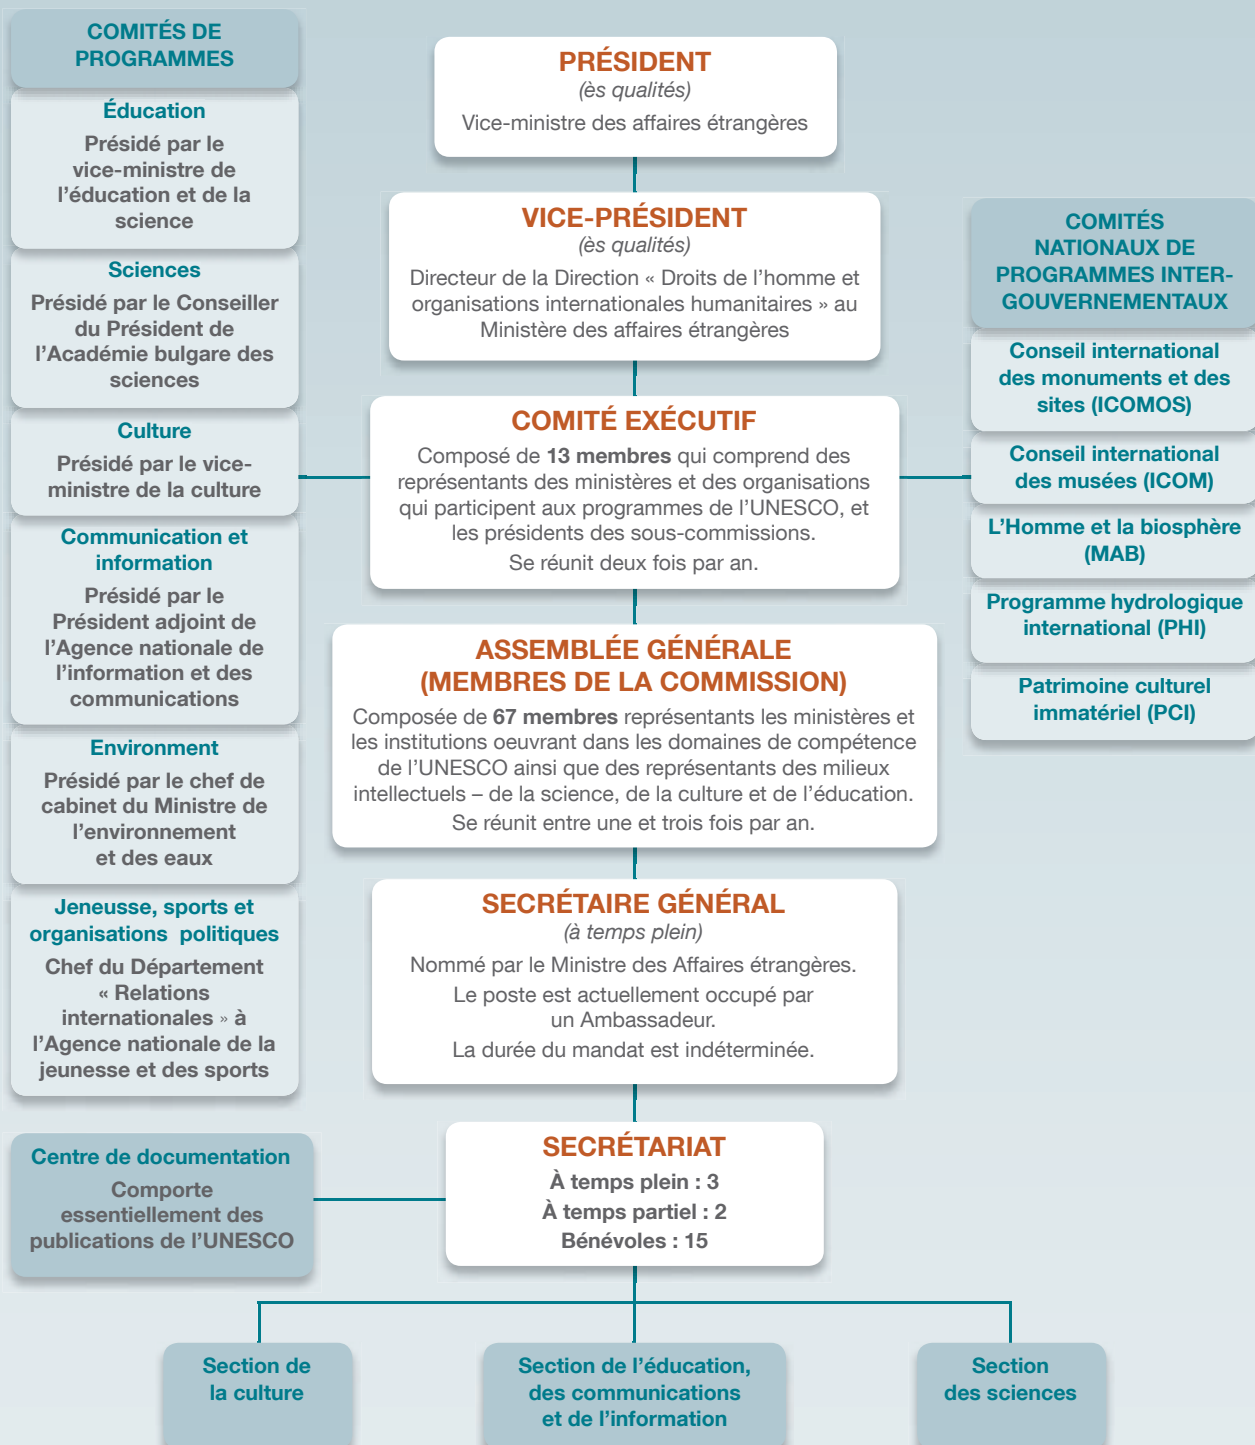 COMITÉS DE
PROGRAMMES
Éducation
Présidé par le
vice-ministre de
l’éducation et de la
science
Sciences
Présidé par le Conseiller
du Président de
l’Académie bulgare des
sciences
Culture
Présidé par le vice-
ministre de la culture
Communication et
information
Présidé par le
Président adjoint de
l’Agence nationale de
l’information et des
communications
Environment
Présidé par le chef de
cabinet du Ministre de
l’environnement
et des eaux
Jeneusse, sports et
organisations politiques
Chef du Département
« Relations
internationales » à
l’Agence nationale de la
jeunesse et des sports
PRÉSIDENT
(ès qualités)
Vice-ministre des affaires étrangères
VICE-PRÉSIDENT
(ès qualités)
Directeur de la Direction « Droits de l’homme et
organisations internationales humanitaires » au
Ministère des affaires étrangères
COMITÉ EXÉCUTIF
Composé de 13 membres qui comprend des
représentants des ministères et des organisations
qui participent aux programmes de l’UNESCO, et
les présidents des sous-commissions.
Se réunit deux fois par an.
ASSEMBLÉE GÉNÉRALE
(MEMBRES DE LA COMMISSION)
Composée de 67 membres représentants les ministères et
les institutions oeuvrant dans les domaines de compétence
de l’UNESCO ainsi que des représentants des milieux
intellectuels – de la science, de la culture et de l’éducation.
Se réunit entre une et trois fois par an.
SECRÉTAIRE GÉNÉRAL
(à temps plein)
Nommé par le Ministre des Affaires étrangères.
Le poste est actuellement occupé par
un Ambassadeur.
La durée du mandat est indéterminée.
COMITÉS
NATIONAUX DE
PROGRAMMES INTER-
GOUVERNEMENTAUX
Conseil international
des monuments et des
sites (ICOMOS)
Conseil international
des musées (ICOM)
L’Homme et la biosphère
(MAB)
Programme hydrologique
international (PHI)
Patrimoine culturel
immatériel (PCI)
Centre de documentation
Comporte
essentiellement des
publications de l’UNESCO
SECRÉTARIAT
À temps plein : 3
À temps partiel : 2
Bénévoles : 15
Section de
la culture
Section de l’éducation,
des communications
et de l’information
Section
des sciences